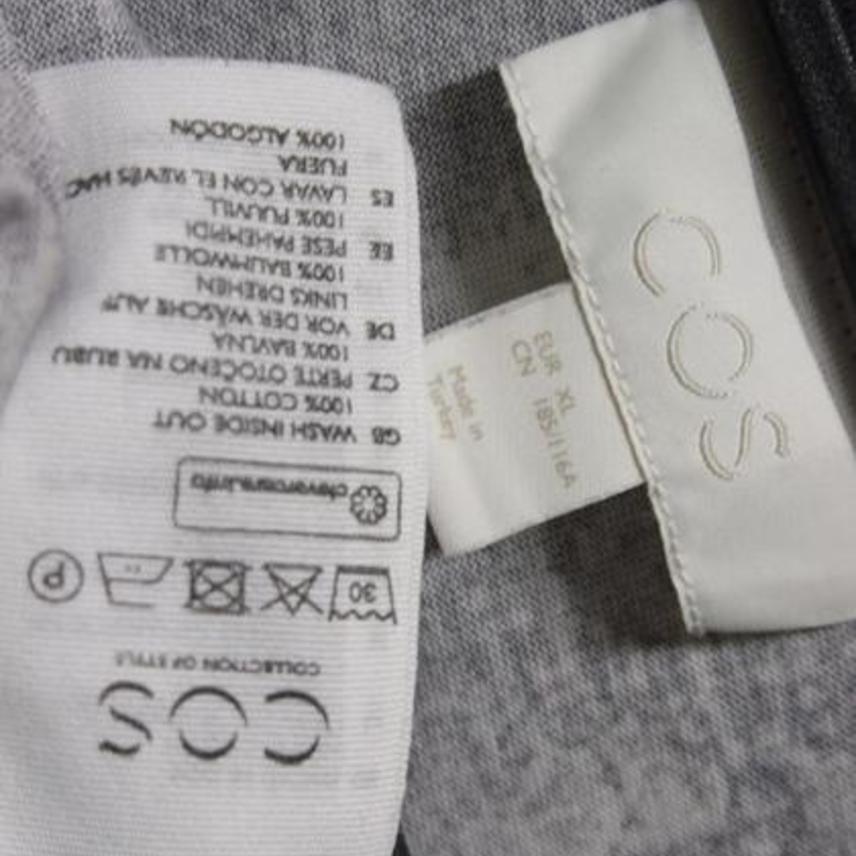 COS
COLLECTION OF STYLE
30
P
clevercare.info
GB WASH INSIDE OUT
100% COTTON
CZ PERTE OTOČENO NA RUBU
100% BAVLNA
DE VOR DER WÄSCHE AUF
LINKS DREHEN
100% BAUMWOLLE
EE PESE PAHEMPIDI
100% PUUVILL
ES LAVAR CON EL REVÉS HAC
FUERA
100% ALGODÓN
COS
EUR XL
CN 185/116A
Made in
Turkey